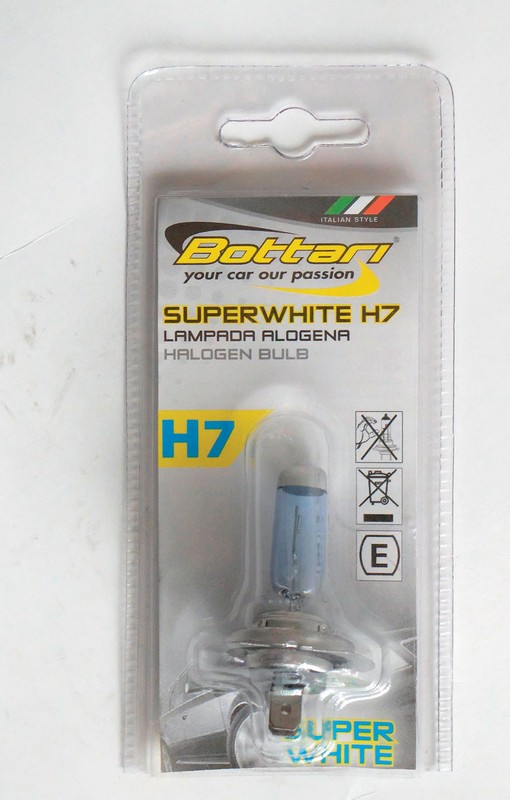 ITALIAN STYLE
Bottari®
your car our passion
SUPERWHITE H7
LAMPADA ALOGENA
HALOGEN BULB
H7
E
SUPER
WHITE